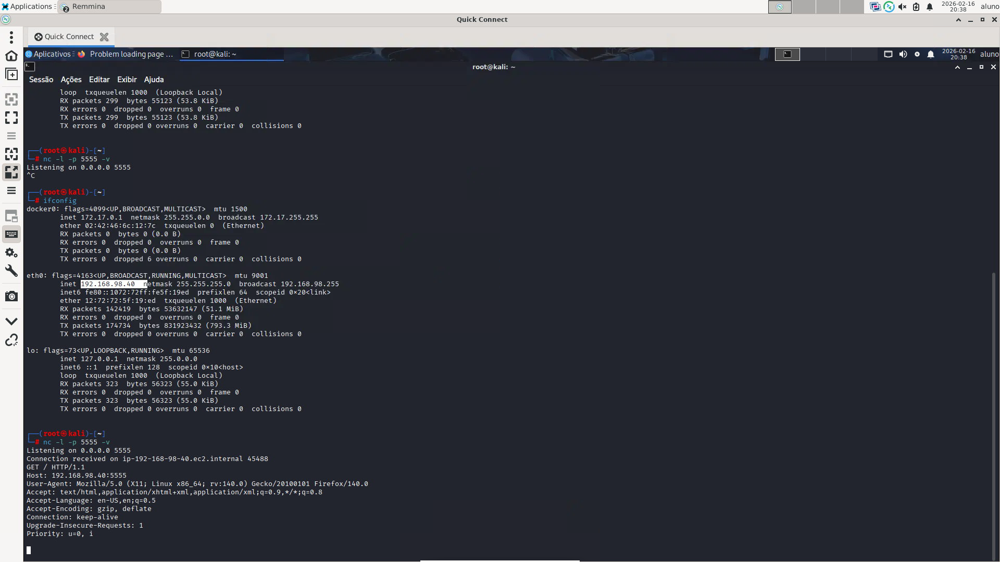 Applications
2 Remmina
2026-02-16
20:38
aluno
Quick Connect
Quick Connect
Aplicativos
Problem loading page ...
root@kali: ~
2026-02-16
20:38
aluno
root@kali: ~
Sessão Ações Editar Exibir Ajuda
loop txqueuelen 1000 (Loopback Local)
RX packets 299 bytes 55123 (53.8 KiB)
RX errors 0 dropped 0 overruns 0 frame 0
TX packets 299 bytes 55123 (53.8 KiB)
TX errors 0 dropped 0 overruns 0 carrier 0 collisions 0
┌──(root㉿kali)-[~]
└─# nc -l -p 5555 -v
Listening on 0.0.0.0 5555
^C
┌──(root㉿kali)-[~]
└─# ifconfig
docker0: flags=4099<UP,BROADCAST,MULTICAST> mtu 1500
inet 172.17.0.1 netmask 255.255.0.0 broadcast 172.17.255.255
ether 02:42:46:6c:12:7c txqueuelen 0 (Ethernet)
RX packets 0 bytes 0 (0.0 B)
RX errors 0 dropped 0 overruns 0 frame 0
TX packets 0 bytes 0 (0.0 B)
TX errors 0 dropped 6 overruns 0 carrier 0 collisions 0
eth0: flags=4163<UP,BROADCAST,RUNNING,MULTICAST> mtu 9001
inet 192.168.98.40 netmask 255.255.255.0 broadcast 192.168.98.255
inet6 fe80::1072:72ff:fe5f:19ed prefixlen 64 scopeid 0×20<link>
ether 12:72:72:5f:19:ed txqueuelen 1000 (Ethernet)
RX packets 142419 bytes 53632147 (51.1 MiB)
RX errors 0 dropped 0 overruns 0 frame 0
TX packets 174734 bytes 831923432 (793.3 MiB)
TX errors 0 dropped 0 overruns 0 carrier 0 collisions 0
lo: flags=73<UP,LOOPBACK,RUNNING> mtu 65536
inet 127.0.0.1 netmask 255.0.0.0
inet6 ::1 prefixlen 128 scopeid 0×10<host>
loop txqueuelen 1000 (Loopback Local)
RX packets 323 bytes 56323 (55.0 KiB)
RX errors 0 dropped 0 overruns 0 frame 0
TX packets 323 bytes 56323 (55.0 KiB)
TX errors 0 dropped 0 overruns 0 carrier 0 collisions 0
┌──(root㉿kali)-[~]
└─# nc -l -p 5555 -v
Listening on 0.0.0.0 5555
Connection received on ip-192-168-98-40.ec2.internal 45488
GET / HTTP/1.1
Host: 192.168.98.40:5555
User-Agent: Mozilla/5.0 (X11; Linux x86_64; rv:140.0) Gecko/20100101 Firefox/140.0
Accept: text/html,application/xhtml+xml,application/xml;q=0.9,*/*;q=0.8
Accept-Language: en-US,en;q=0.5
Accept-Encoding: gzip, deflate
Connection: keep-alive
Upgrade-Insecure-Requests: 1
Priority: u=0, i